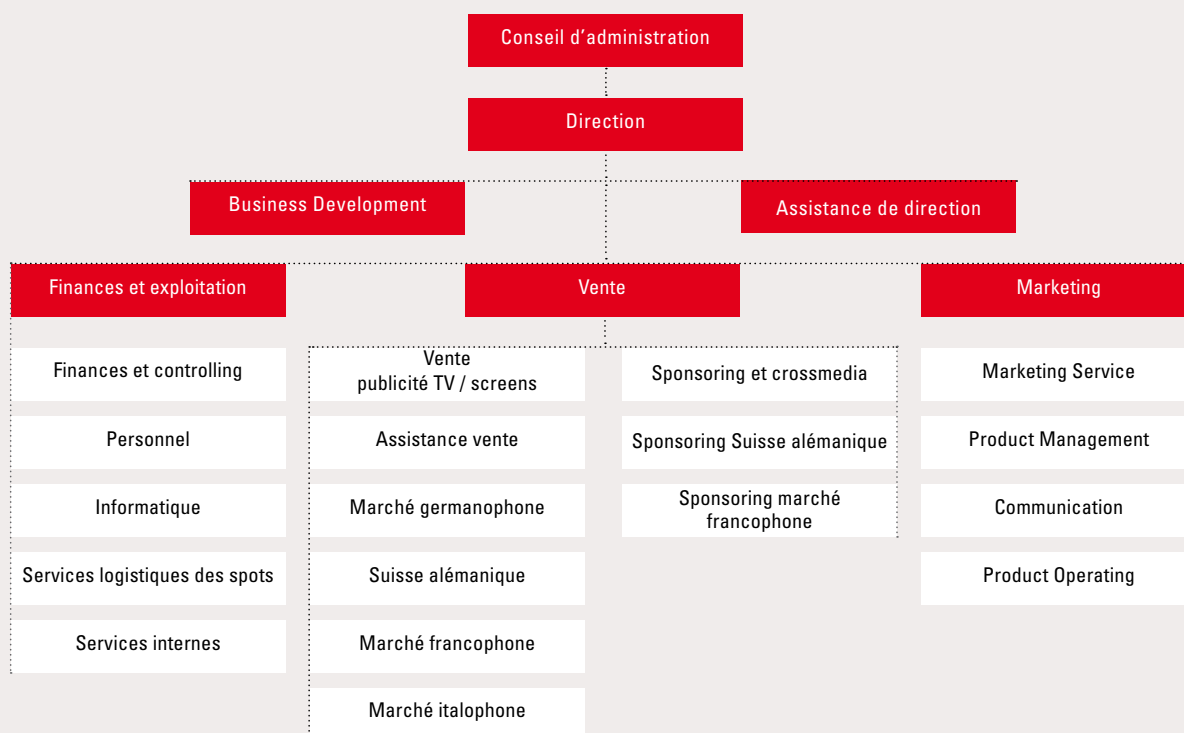 Conseil d’administration
Direction
Business Development
Assistance de direction
Finances et exploitation
Vente
Marketing
Finances et controlling
Personnel
Informatique
Services logistiques des spots
Services internes
Vente
publicité TV / screens
Assistance vente
Marché germanophone
Suisse alémanique
Marché francophone
Marché italophone
Sponsoring et crossmedia
Sponsoring Suisse alémanique
Sponsoring marché
francophone
Marketing Service
Product Management
Communication
Product Operating